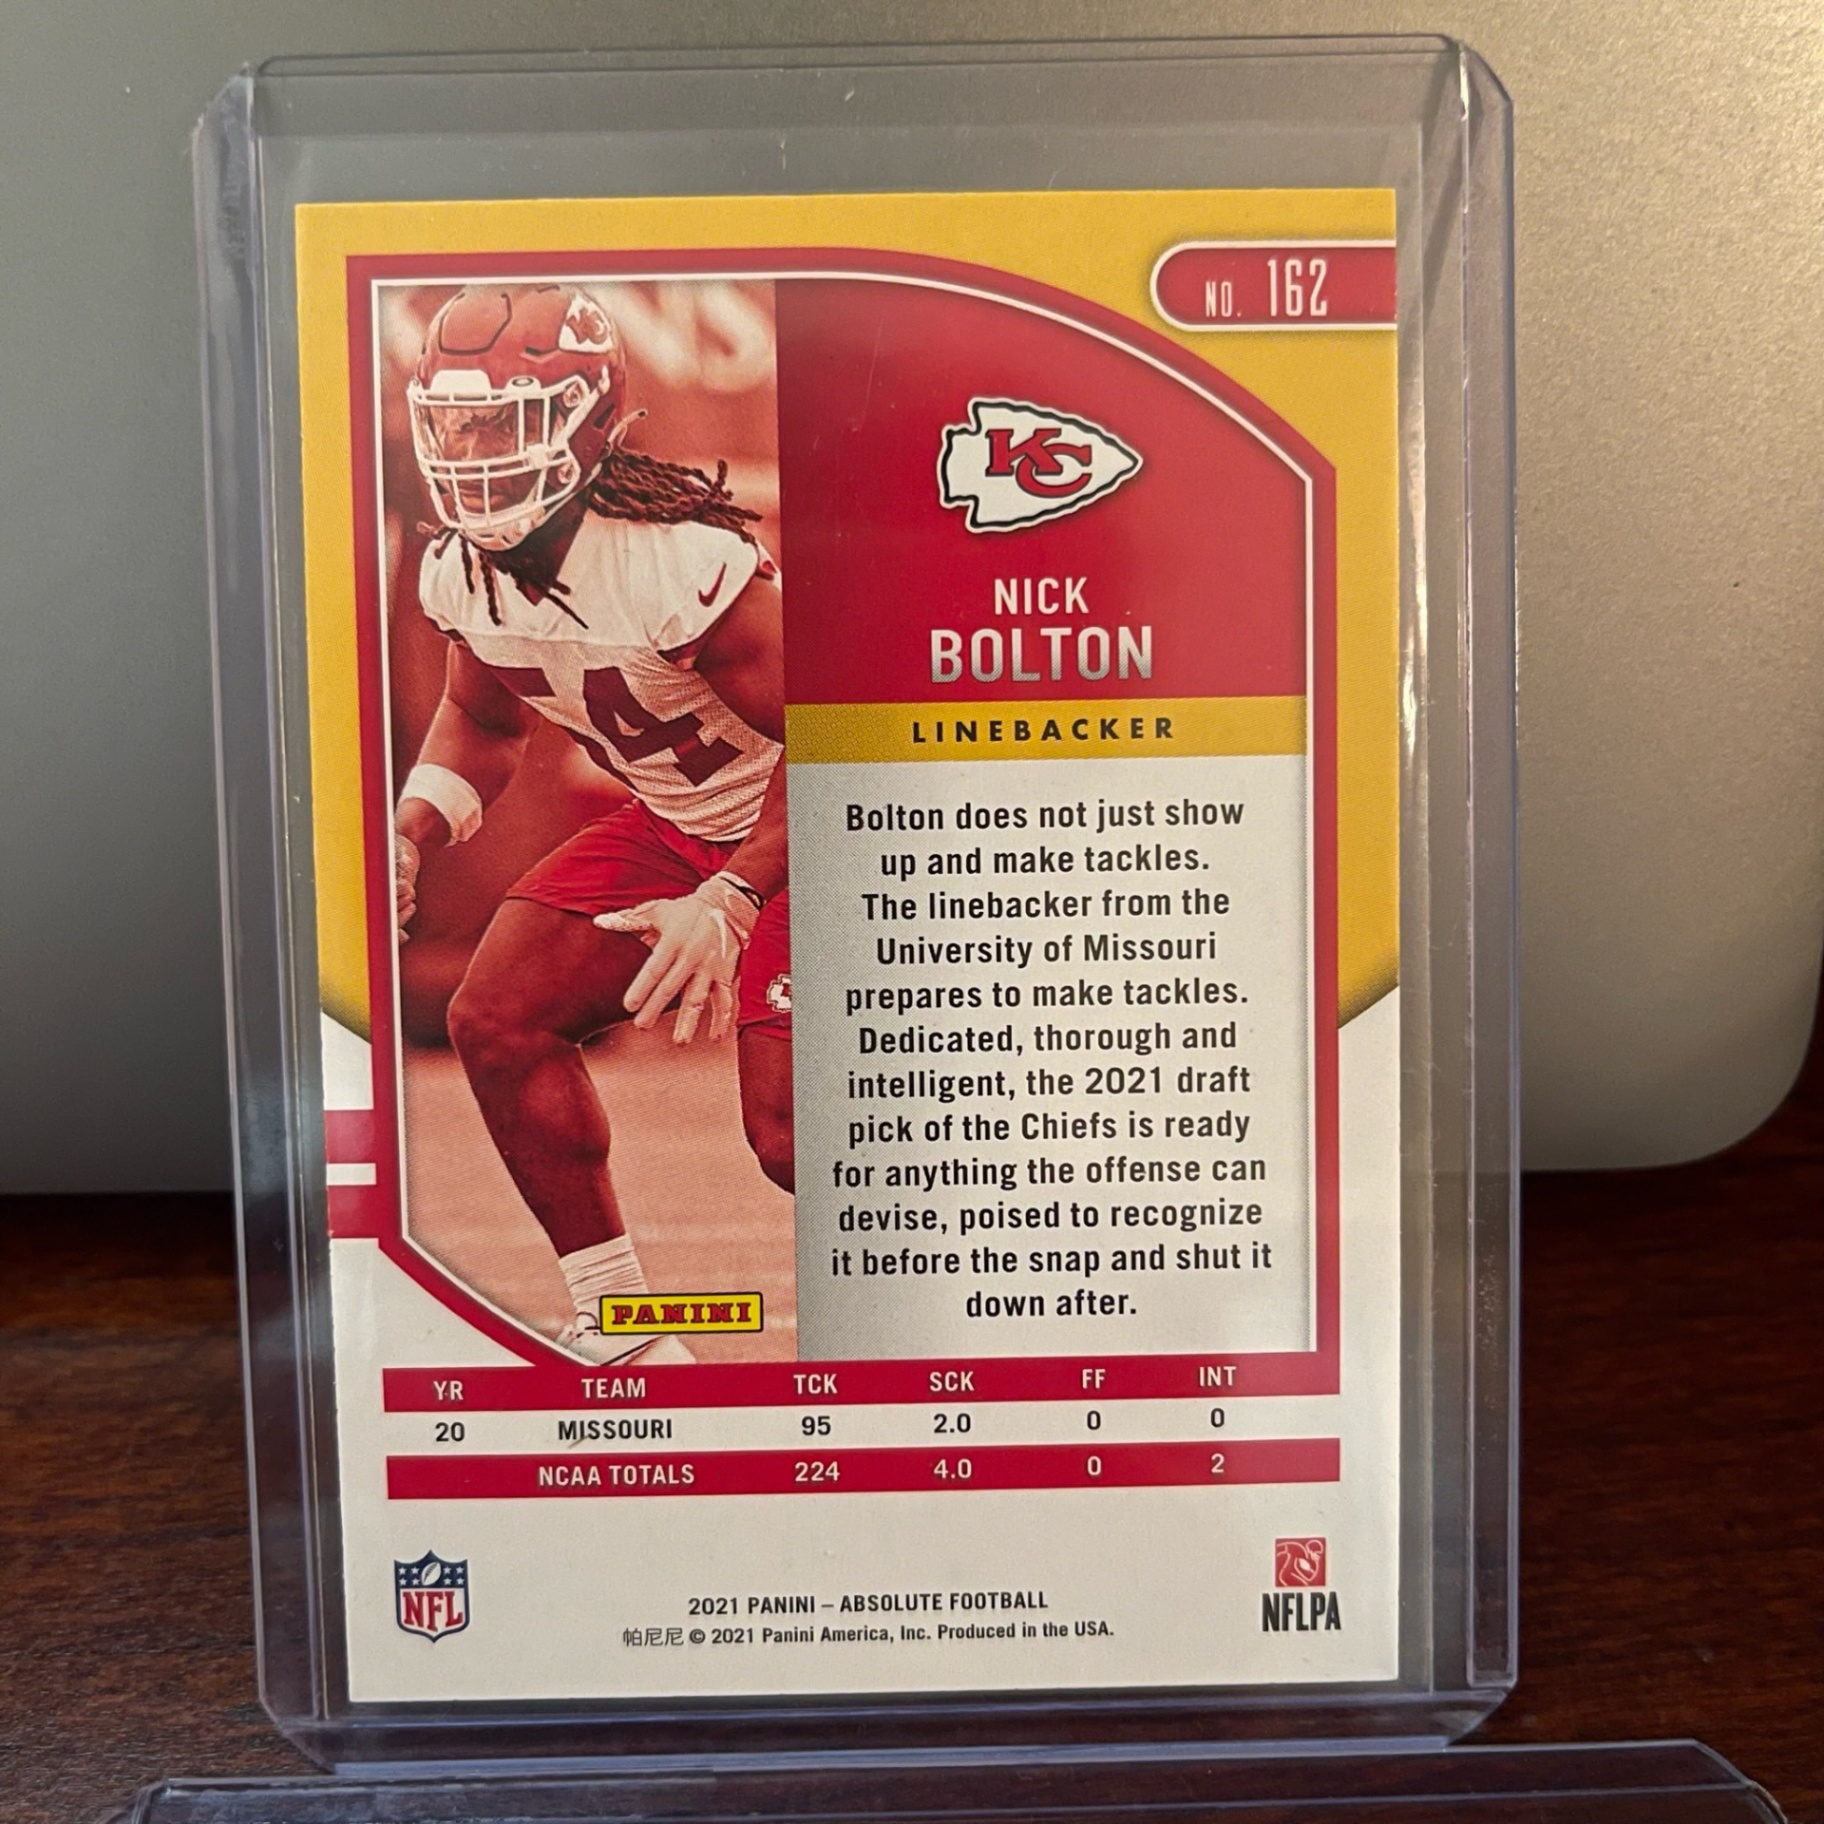 NO. 162
KC
NICK
BOLTON
LINEBACKER
54
Bolton does not just show
up and make tackles.
The linebacker from the
University of Missouri
prepares to make tackles.
Dedicated, thorough and
intelligent, the 2021 draft
pick of the Chiefs is ready
for anything the offense can
devise, poised to recognize
it before the snap and shut it
down after.
PANINI
YR TEAM TCK SCK FF INT
20 MISSOURI 95 2.0 0 0
NCAA TOTALS 224 4.0 0 2
NFL
2021 PANINI – ABSOLUTE FOOTBALL
帕尼尼 © 2021 Panini America, Inc. Produced in the USA.
NFLPA